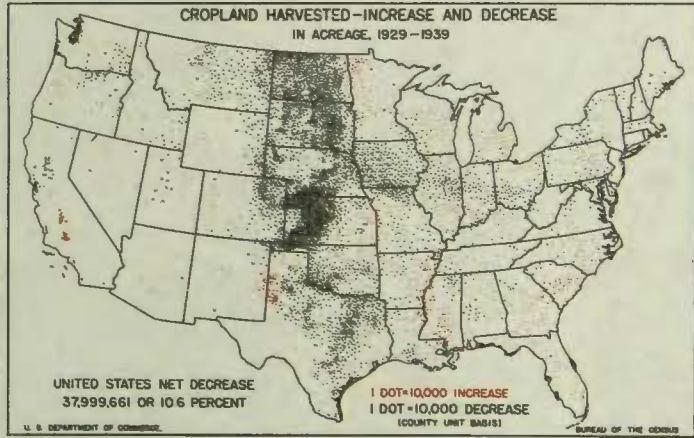 CROPLAND HARVESTED-INCREASE AND DECREASE
IN ACREAGE, 1929-1939
UNITED STATES NET DECREASE
37,999,661 OR 10.6 PERCENT
1 DOT=10,000 INCREASE
1 DOT=10,000 DECREASE
(COUNTY UNIT BASIS)
U. S. DEPARTMENT OF COMMERCE,
BUREAU OF THE CENSUS